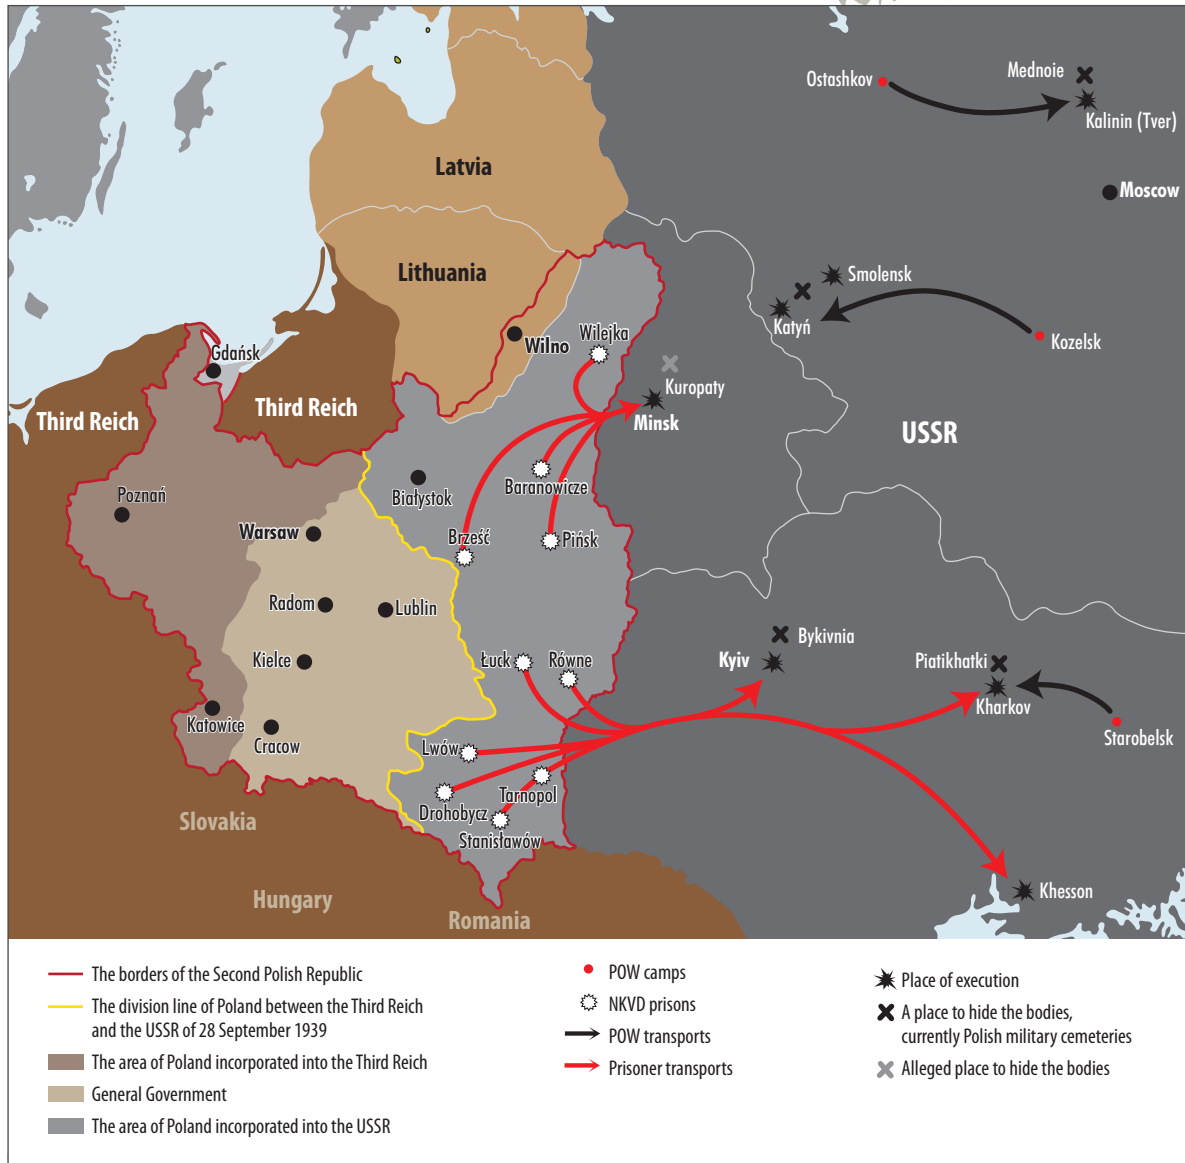 Ostashkov
Mednoie
Kalinin (Tver)
Moscow
Latvia
Lithuania
Smolensk
Katyń
Kozelsk
Wilno
Wilejka
Gdańsk
Kuropaty
Minsk
Third Reich
Third Reich
USSR
Poznań
Białystok
Baranowicze
Warsaw
Brześć
Pińsk
Radom
Lublin
Bykivnia
Kielce
Łuck
Równe
Kyiv
Piatikhatki
Kharkov
Katowice
Cracow
Lwów
Starobelsk
Tarnopol
Drohobycz
Stanisławów
Slovakia
Hungary
Romania
Khesson
The borders of the Second Polish Republic
The division line of Poland between the Third Reich
and the USSR of 28 September 1939
The area of Poland incorporated into the Third Reich
General Government
The area of Poland incorporated into the USSR
POW camps
NKVD prisons
POW transports
Prisoner transports
Place of execution
A place to hide the bodies,
currently Polish military cemeteries
Alleged place to hide the bodies